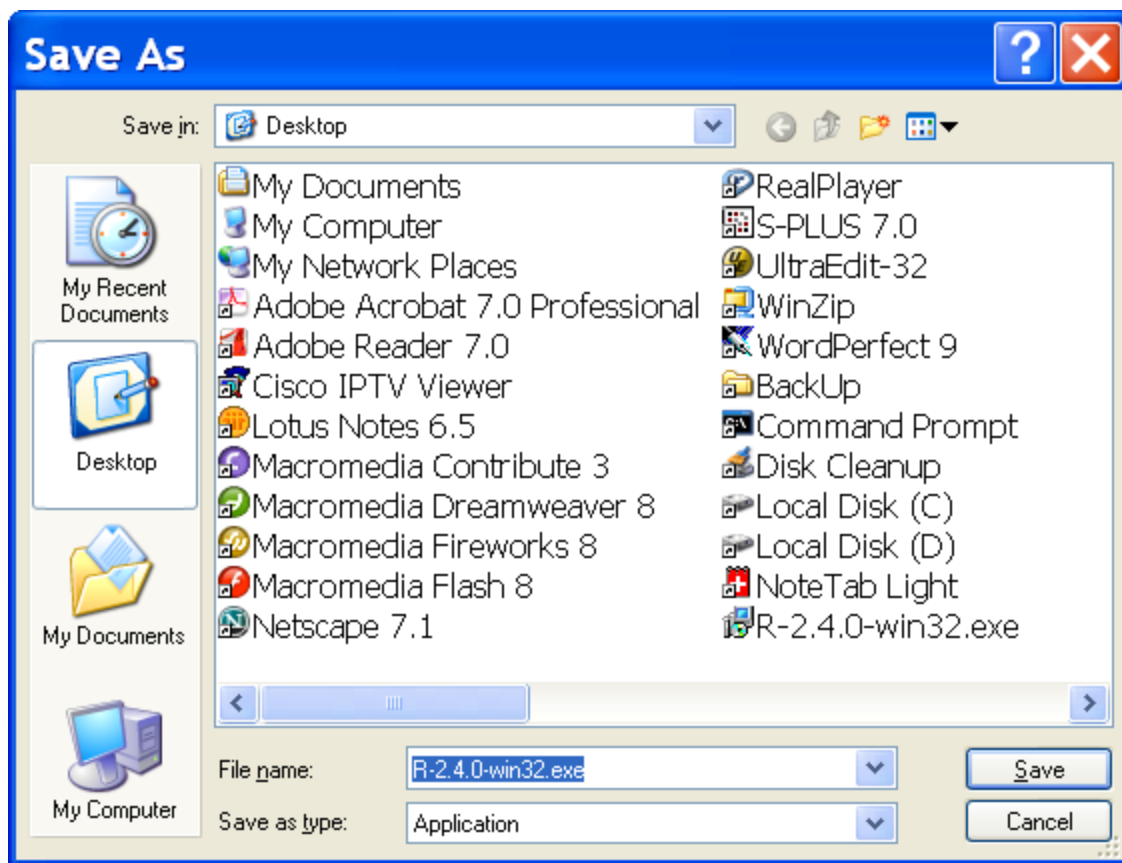 Save As
Save in:
Desktop
My Recent
Documents
Desktop
My Documents
My Computer
My Documents
My Computer
My Network Places
Adobe Acrobat 7.0 Professional
Adobe Reader 7.0
Cisco IPTV Viewer
Lotus Notes 6.5
Macromedia Contribute 3
Macromedia Dreamweaver 8
Macromedia Fireworks 8
Macromedia Flash 8
Netscape 7.1
RealPlayer
S-PLUS 7.0
UltraEdit-32
WinZip
WordPerfect 9
BackUp
Command Prompt
Disk Cleanup
Local Disk (C)
Local Disk (D)
NoteTab Light
R-2.4.0-win32.exe
File name:
R-2.4.0-win32.exe
Save
Save as type:
Application
Cancel